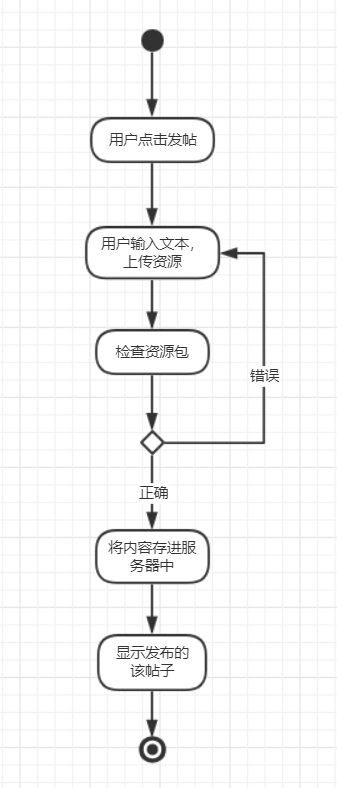 用户点击发帖
用户输入文本，
上传资源
检查资源包
错误
正确
将内容存进服
务器中
显示发布的
该帖子